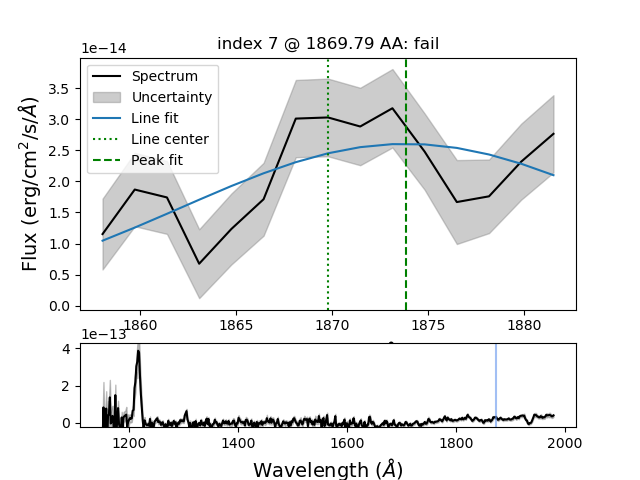 index 7 @ 1869.79 AA: fail
1e−14
Spectrum
Uncertainty
Line fit
Line center
Peak fit
3.5
3.0
2.5
2.0
1.5
1.0
0.5
0.0
Flux (erg/cm²/s/Å)
1860 1865 1870 1875 1880
1e−13
4
2
0
1200 1400 1600 1800 2000
Wavelength (Å)